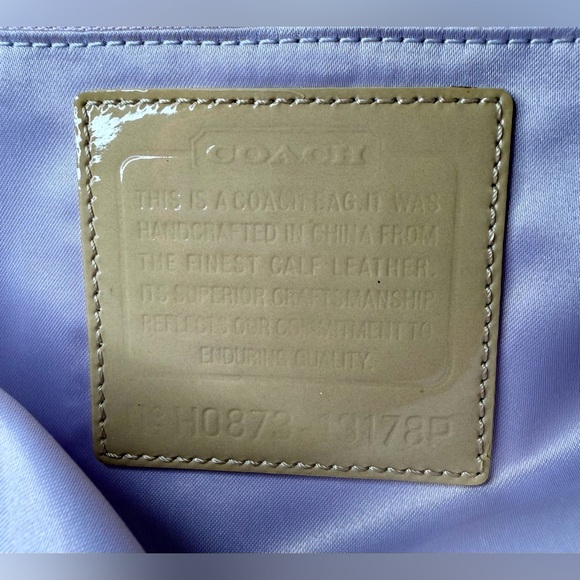 COACH
THIS IS A COACH BAG. IT WAS
HANDCRAFTED IN CHINA FROM
THE FINEST CALF LEATHER.
ITS SUPERIOR CRAFTSMANSHIP
REFLECTS OUR COMMITMENT TO
ENDURING QUALITY.
Nº H0873-13178P